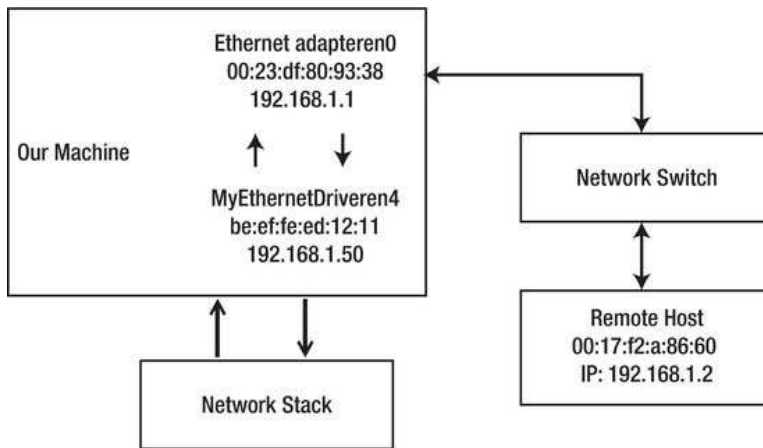 Ethernet adapteren0
00:23:df:80:93:38
192.168.1.1
Our Machine
MyEthernetDriveren4
be:ef:fe:ed:12:11
192.168.1.50
Network Switch
Remote Host
00:17:f2:a:86:60
IP: 192.168.1.2
Network Stack